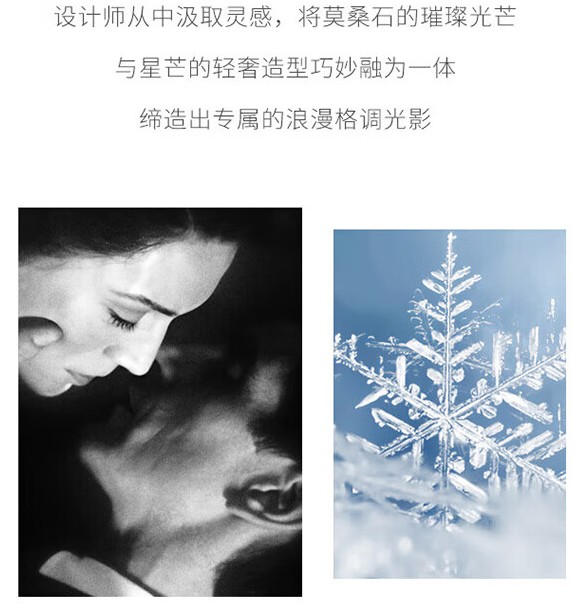 设计师从中汲取灵感，将莫桑石的璀璨光芒
与星芒的轻奢造型巧妙融为一体
缔造出专属的浪漫格调光影